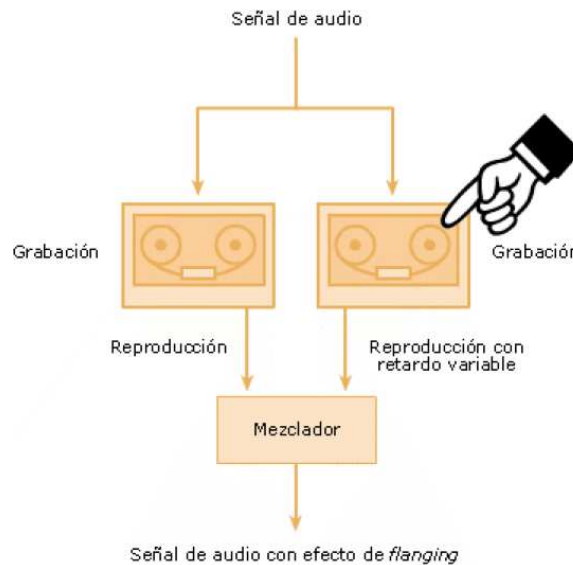 Señal de audio
Grabación
Grabación
Reproducción
Reproducción con
retardo variable
Mezclador
Señal de audio con efecto de flanging